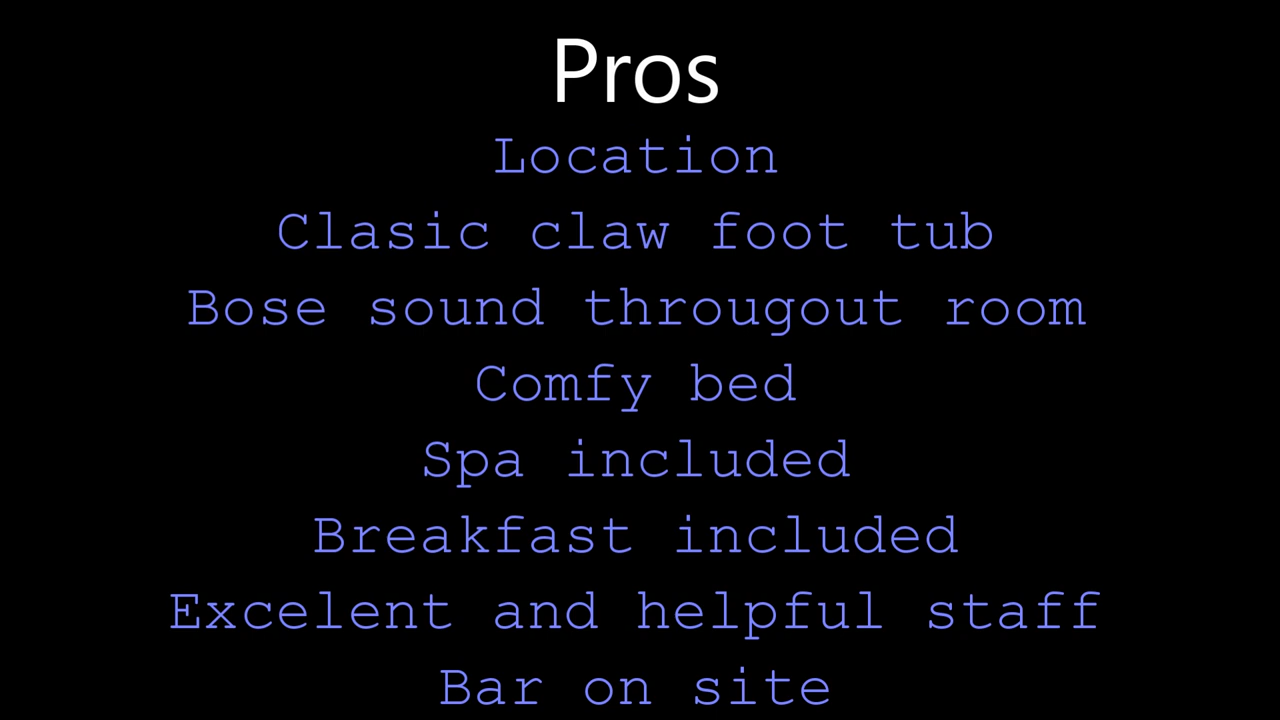 Pros
Location
Clasic claw foot tub
Bose sound througout room
Comfy bed
Spa included
Breakfast included
Excelent and helpful staff
Bar on site